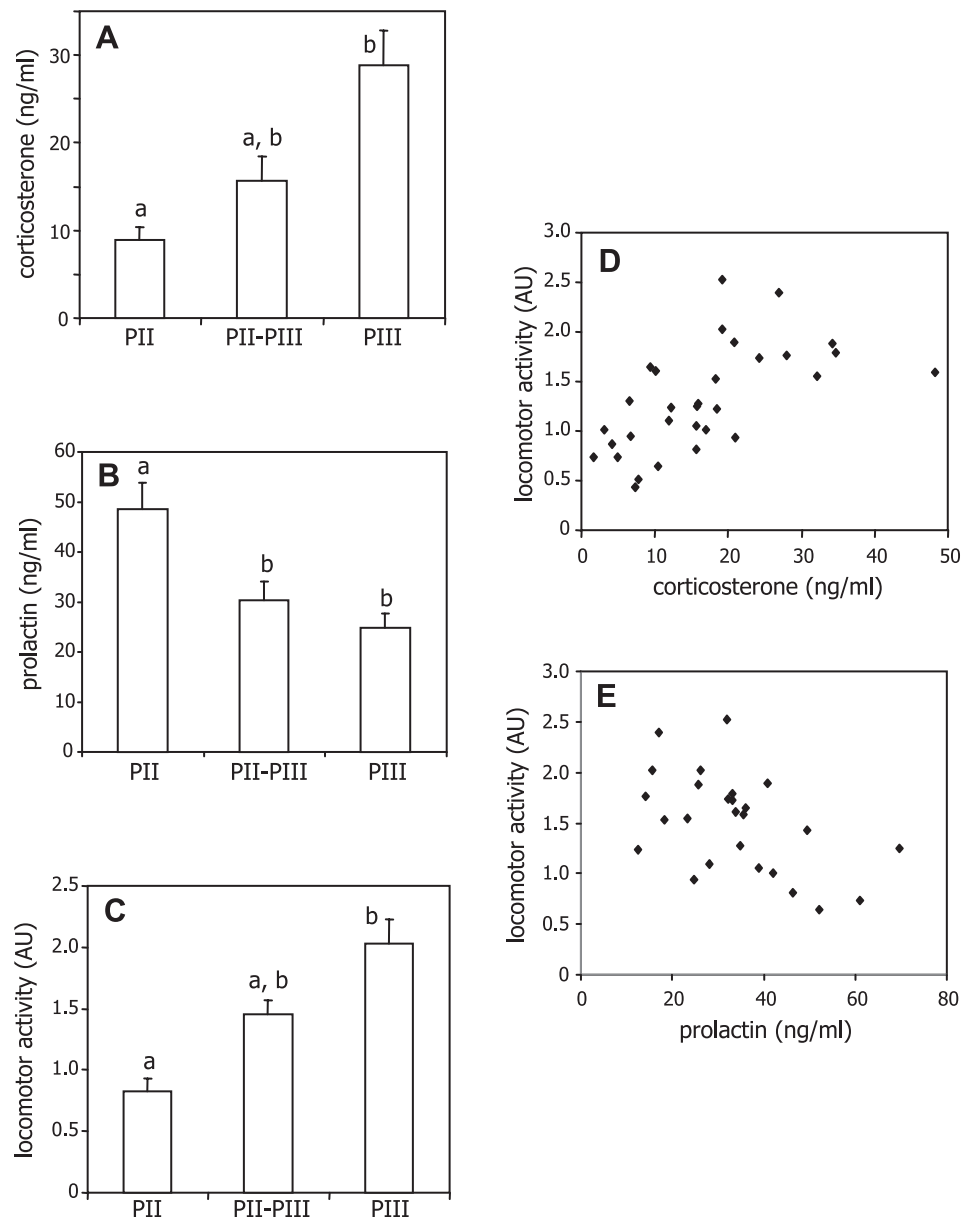 A
corticosterone (ng/ml)
30
20
10
0
a
a, b
b
PII
PII-PIII
PIII
B
prolactin (ng/ml)
60
50
40
30
20
10
0
a
b
b
PII
PII-PIII
PIII
C
locomotor activity (AU)
2.5
2.0
1.5
1.0
0.5
0
a
a, b
b
PII
PII-PIII
PIII
D
locomotor activity (AU)
3.0
2.5
2.0
1.5
1.0
0.5
0
0
10
20
30
40
50
corticosterone (ng/ml)
E
locomotor activity (AU)
3.0
2.5
2.0
1.5
1.0
0.5
0
0
20
40
60
80
prolactin (ng/ml)